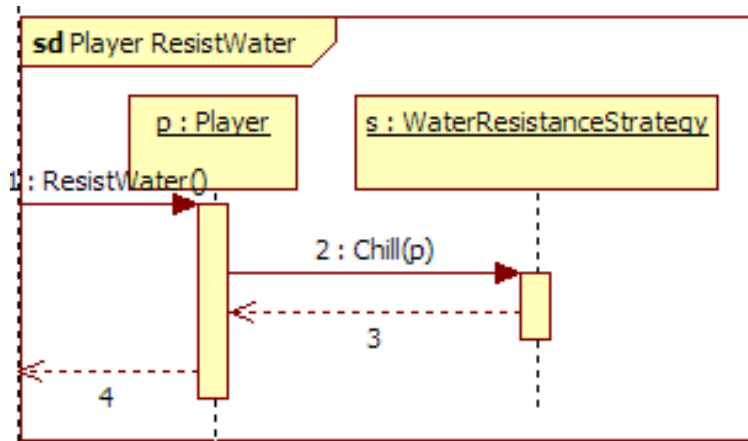 sd Player ResistWater
p : Player
s : WaterResistanceStrategy
1 : ResistWater()
2 : Chill(p)
3
4